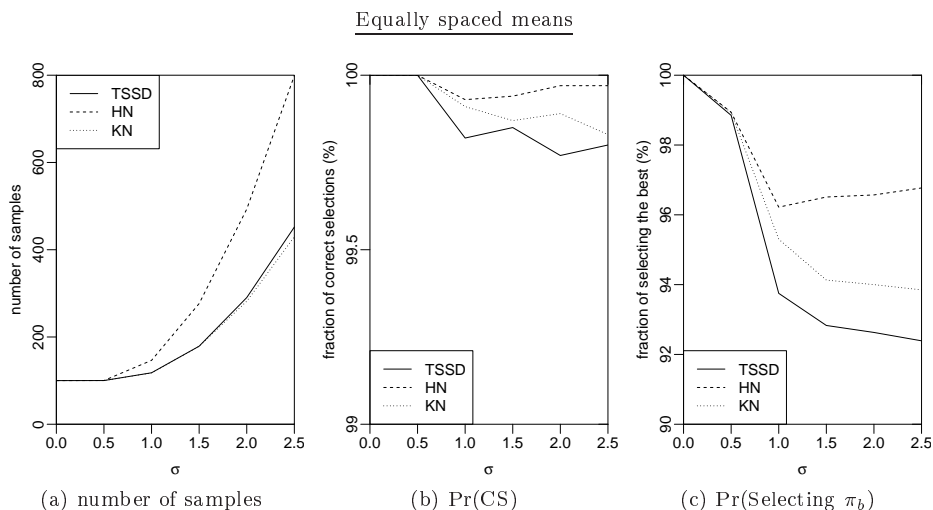 Equally spaced means
number of samples
800
600
400
200
0
TSSD
HN
KN
0.0 0.5 1.0 1.5 2.0 2.5
σ
(a) number of samples
fraction of correct selections (%)
100
99.5
99
TSSD
HN
KN
0.0 0.5 1.0 1.5 2.0 2.5
σ
(b) Pr(CS)
fraction of selecting the best (%)
100
98
96
94
92
90
TSSD
HN
KN
0.0 0.5 1.0 1.5 2.0 2.5
σ
(c) Pr(Selecting π_b)